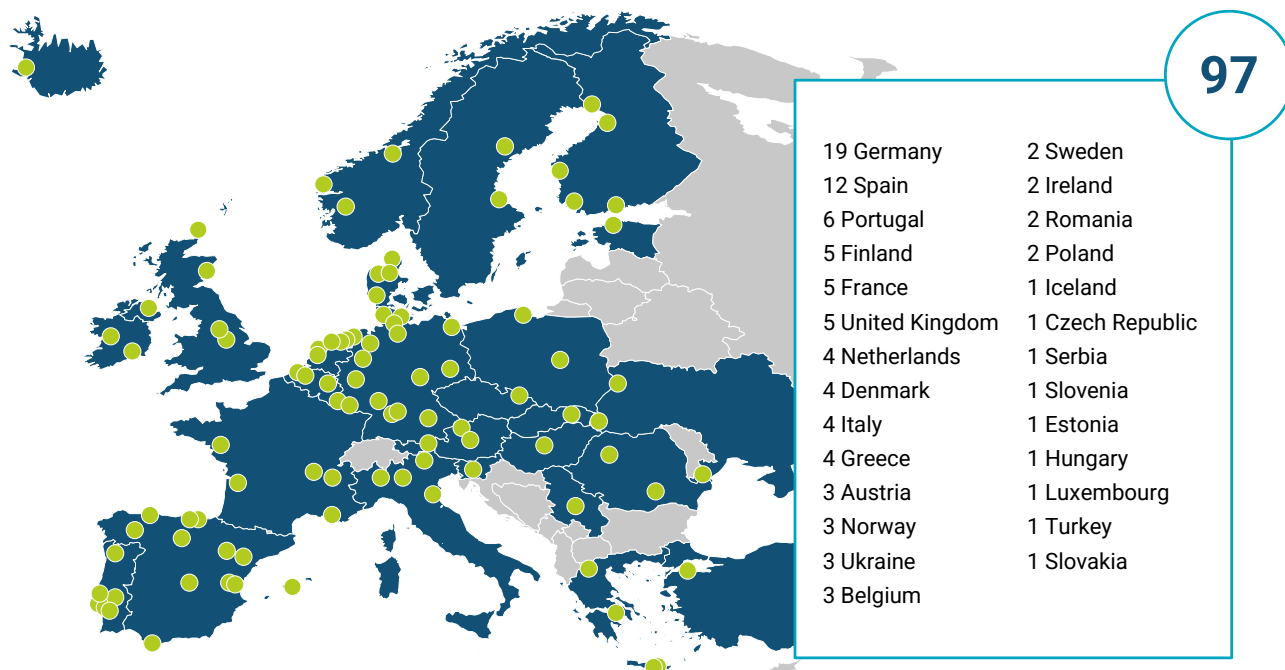 97
19 Germany
12 Spain
6 Portugal
5 Finland
5 France
5 United Kingdom
4 Netherlands
4 Denmark
4 Italy
4 Greece
3 Austria
3 Norway
3 Ukraine
3 Belgium
2 Sweden
2 Ireland
2 Romania
2 Poland
1 Iceland
1 Czech Republic
1 Serbia
1 Slovenia
1 Estonia
1 Hungary
1 Luxembourg
1 Turkey
1 Slovakia